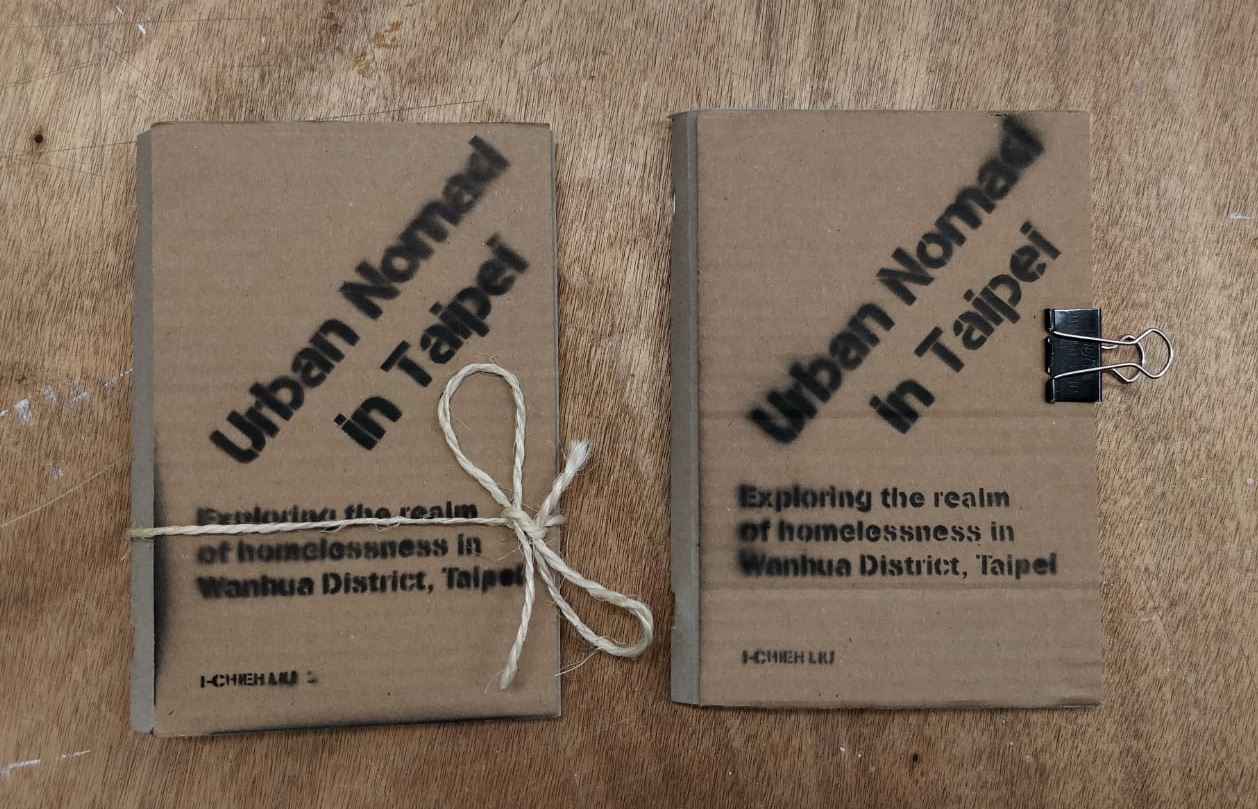 Urban Nomad
in Taipei
Exploring the realm
of homelessness in
Wanhua District, Taipei
I-CHIEH LIU
Urban Nomad
in Taipei
Exploring the realm
of homelessness in
Wanhua District, Taipei
I-CHIEH LIU